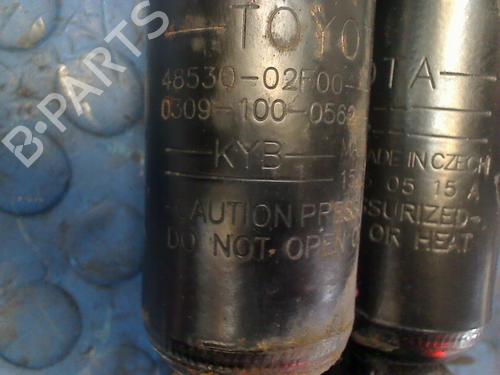 TOYO
48530-02F00-
0309-100-0562
KYB
15
CAUTION PRESS
DO NOT OPEN
OTA
MADE IN CZECH
05 15 A
SSURIZED
OR HEAT
B-PARTS